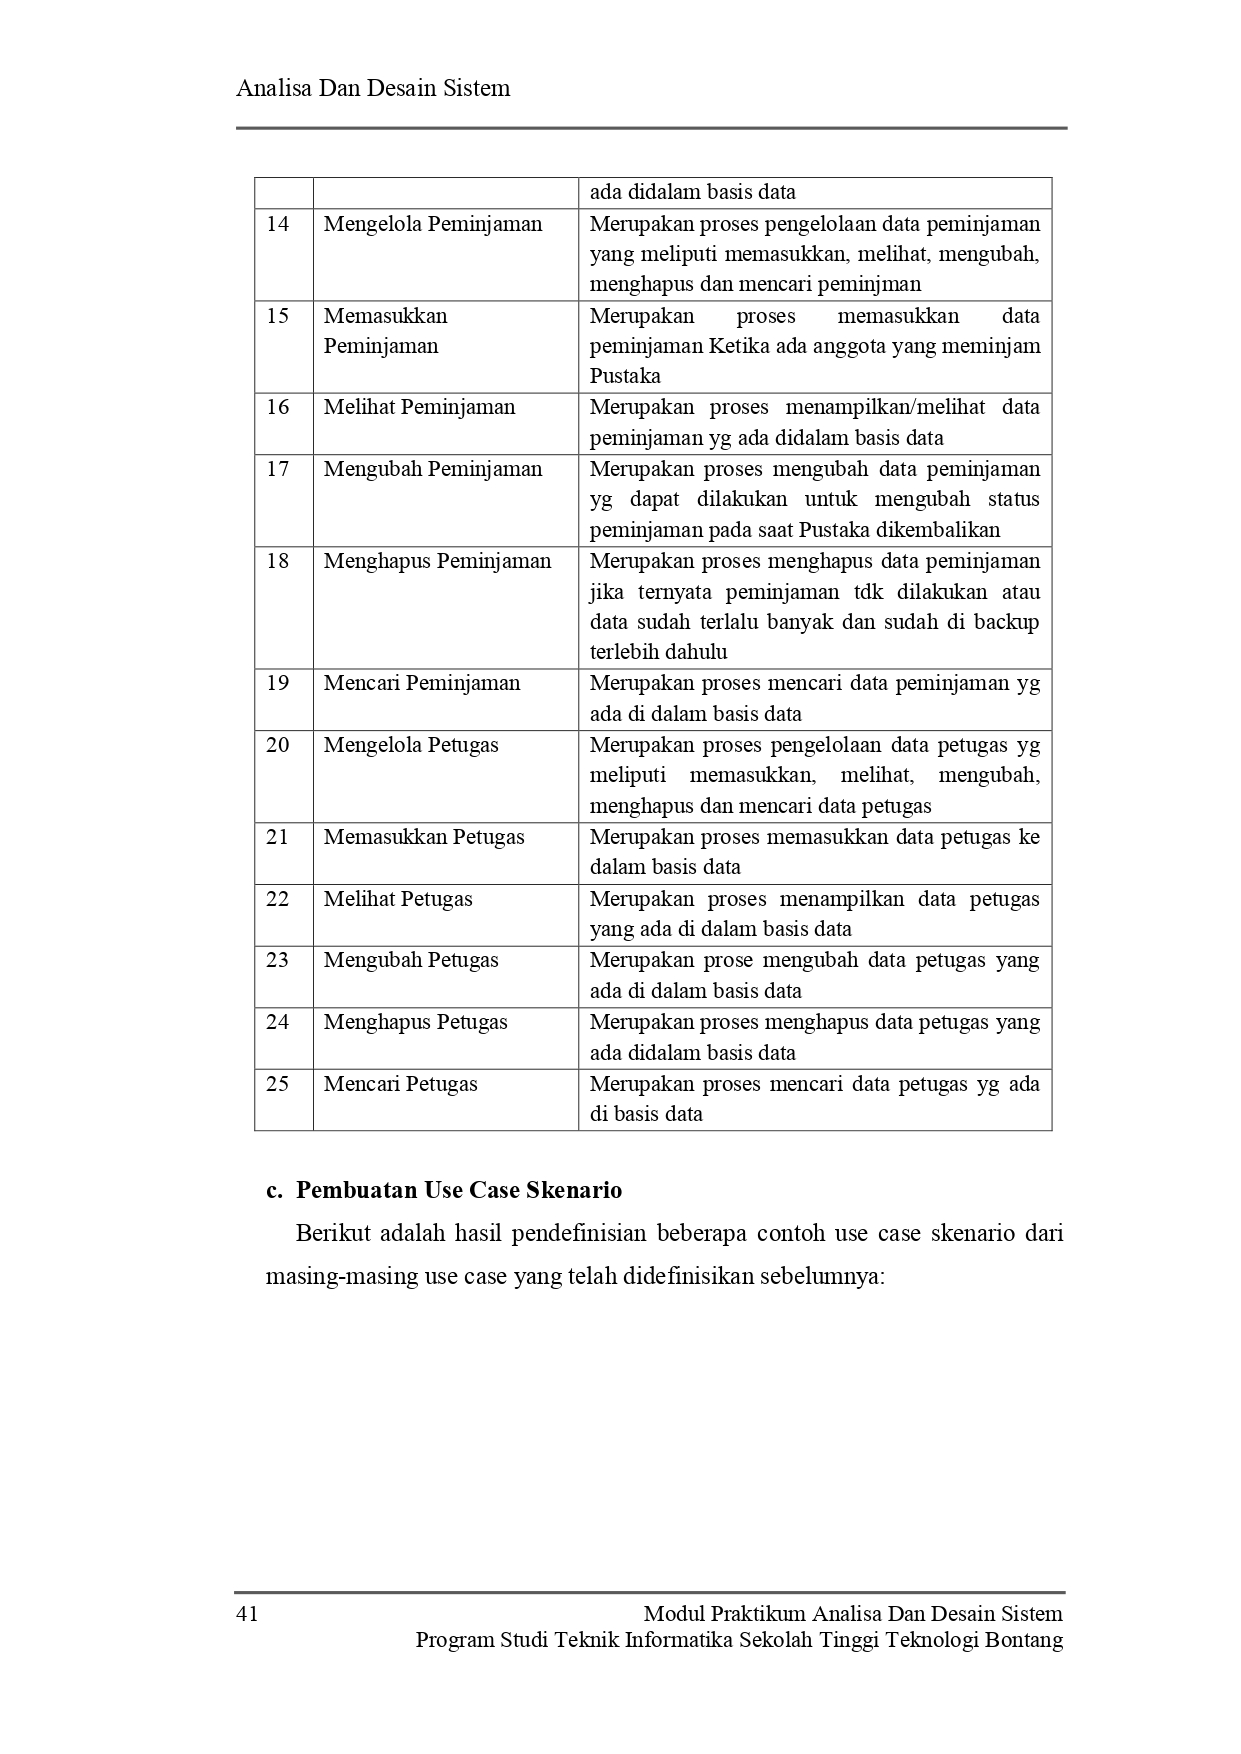 Analisa Dan Desain Sistem
ada didalam basis data
14 Mengelola Peminjaman Merupakan proses pengelolaan data peminjaman
yang meliputi memasukkan, melihat, mengubah,
menghapus dan mencari peminjman
15 Memasukkan Merupakan proses memasukkan data
Peminjaman peminjaman Ketika ada anggota yang meminjam
Pustaka
16 Melihat Peminjaman Merupakan proses menampilkan/melihat data
peminjaman yg ada didalam basis data
17 Mengubah Peminjaman Merupakan proses mengubah data peminjaman
yg dapat dilakukan untuk mengubah status
peminjaman pada saat Pustaka dikembalikan
18 Menghapus Peminjaman Merupakan proses menghapus data peminjaman
jika ternyata peminjaman tdk dilakukan atau
data sudah terlalu banyak dan sudah di backup
terlebih dahulu
19 Mencari Peminjaman Merupakan proses mencari data peminjaman yg
ada di dalam basis data
20 Mengelola Petugas Merupakan proses pengelolaan data petugas yg
meliputi memasukkan, melihat, mengubah,
menghapus dan mencari data petugas
21 Memasukkan Petugas Merupakan proses memasukkan data petugas ke
dalam basis data
22 Melihat Petugas Merupakan proses menampilkan data petugas
yang ada di dalam basis data
23 Mengubah Petugas Merupakan prose mengubah data petugas yang
ada di dalam basis data
24 Menghapus Petugas Merupakan proses menghapus data petugas yang
ada didalam basis data
25 Mencari Petugas Merupakan proses mencari data petugas yg ada
di basis data
c. Pembuatan Use Case Skenario
Berikut adalah hasil pendefinisian beberapa contoh use case skenario dari
masing-masing use case yang telah didefinisikan sebelumnya:
41 Modul Praktikum Analisa Dan Desain Sistem
Program Studi Teknik Informatika Sekolah Tinggi Teknologi Bontang